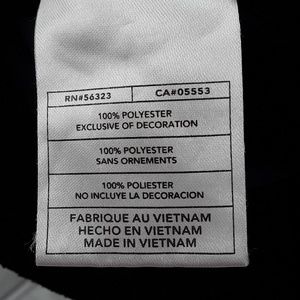 RN#56323 CA#05553
100% POLYESTER
EXCLUSIVE OF DECORATION
100% POLYESTER
SANS ORNEMENTS
100% POLIESTER
NO INCLUYE LA DECORACION
FABRIQUE AU VIETNAM
HECHO EN VIETNAM
MADE IN VIETNAM